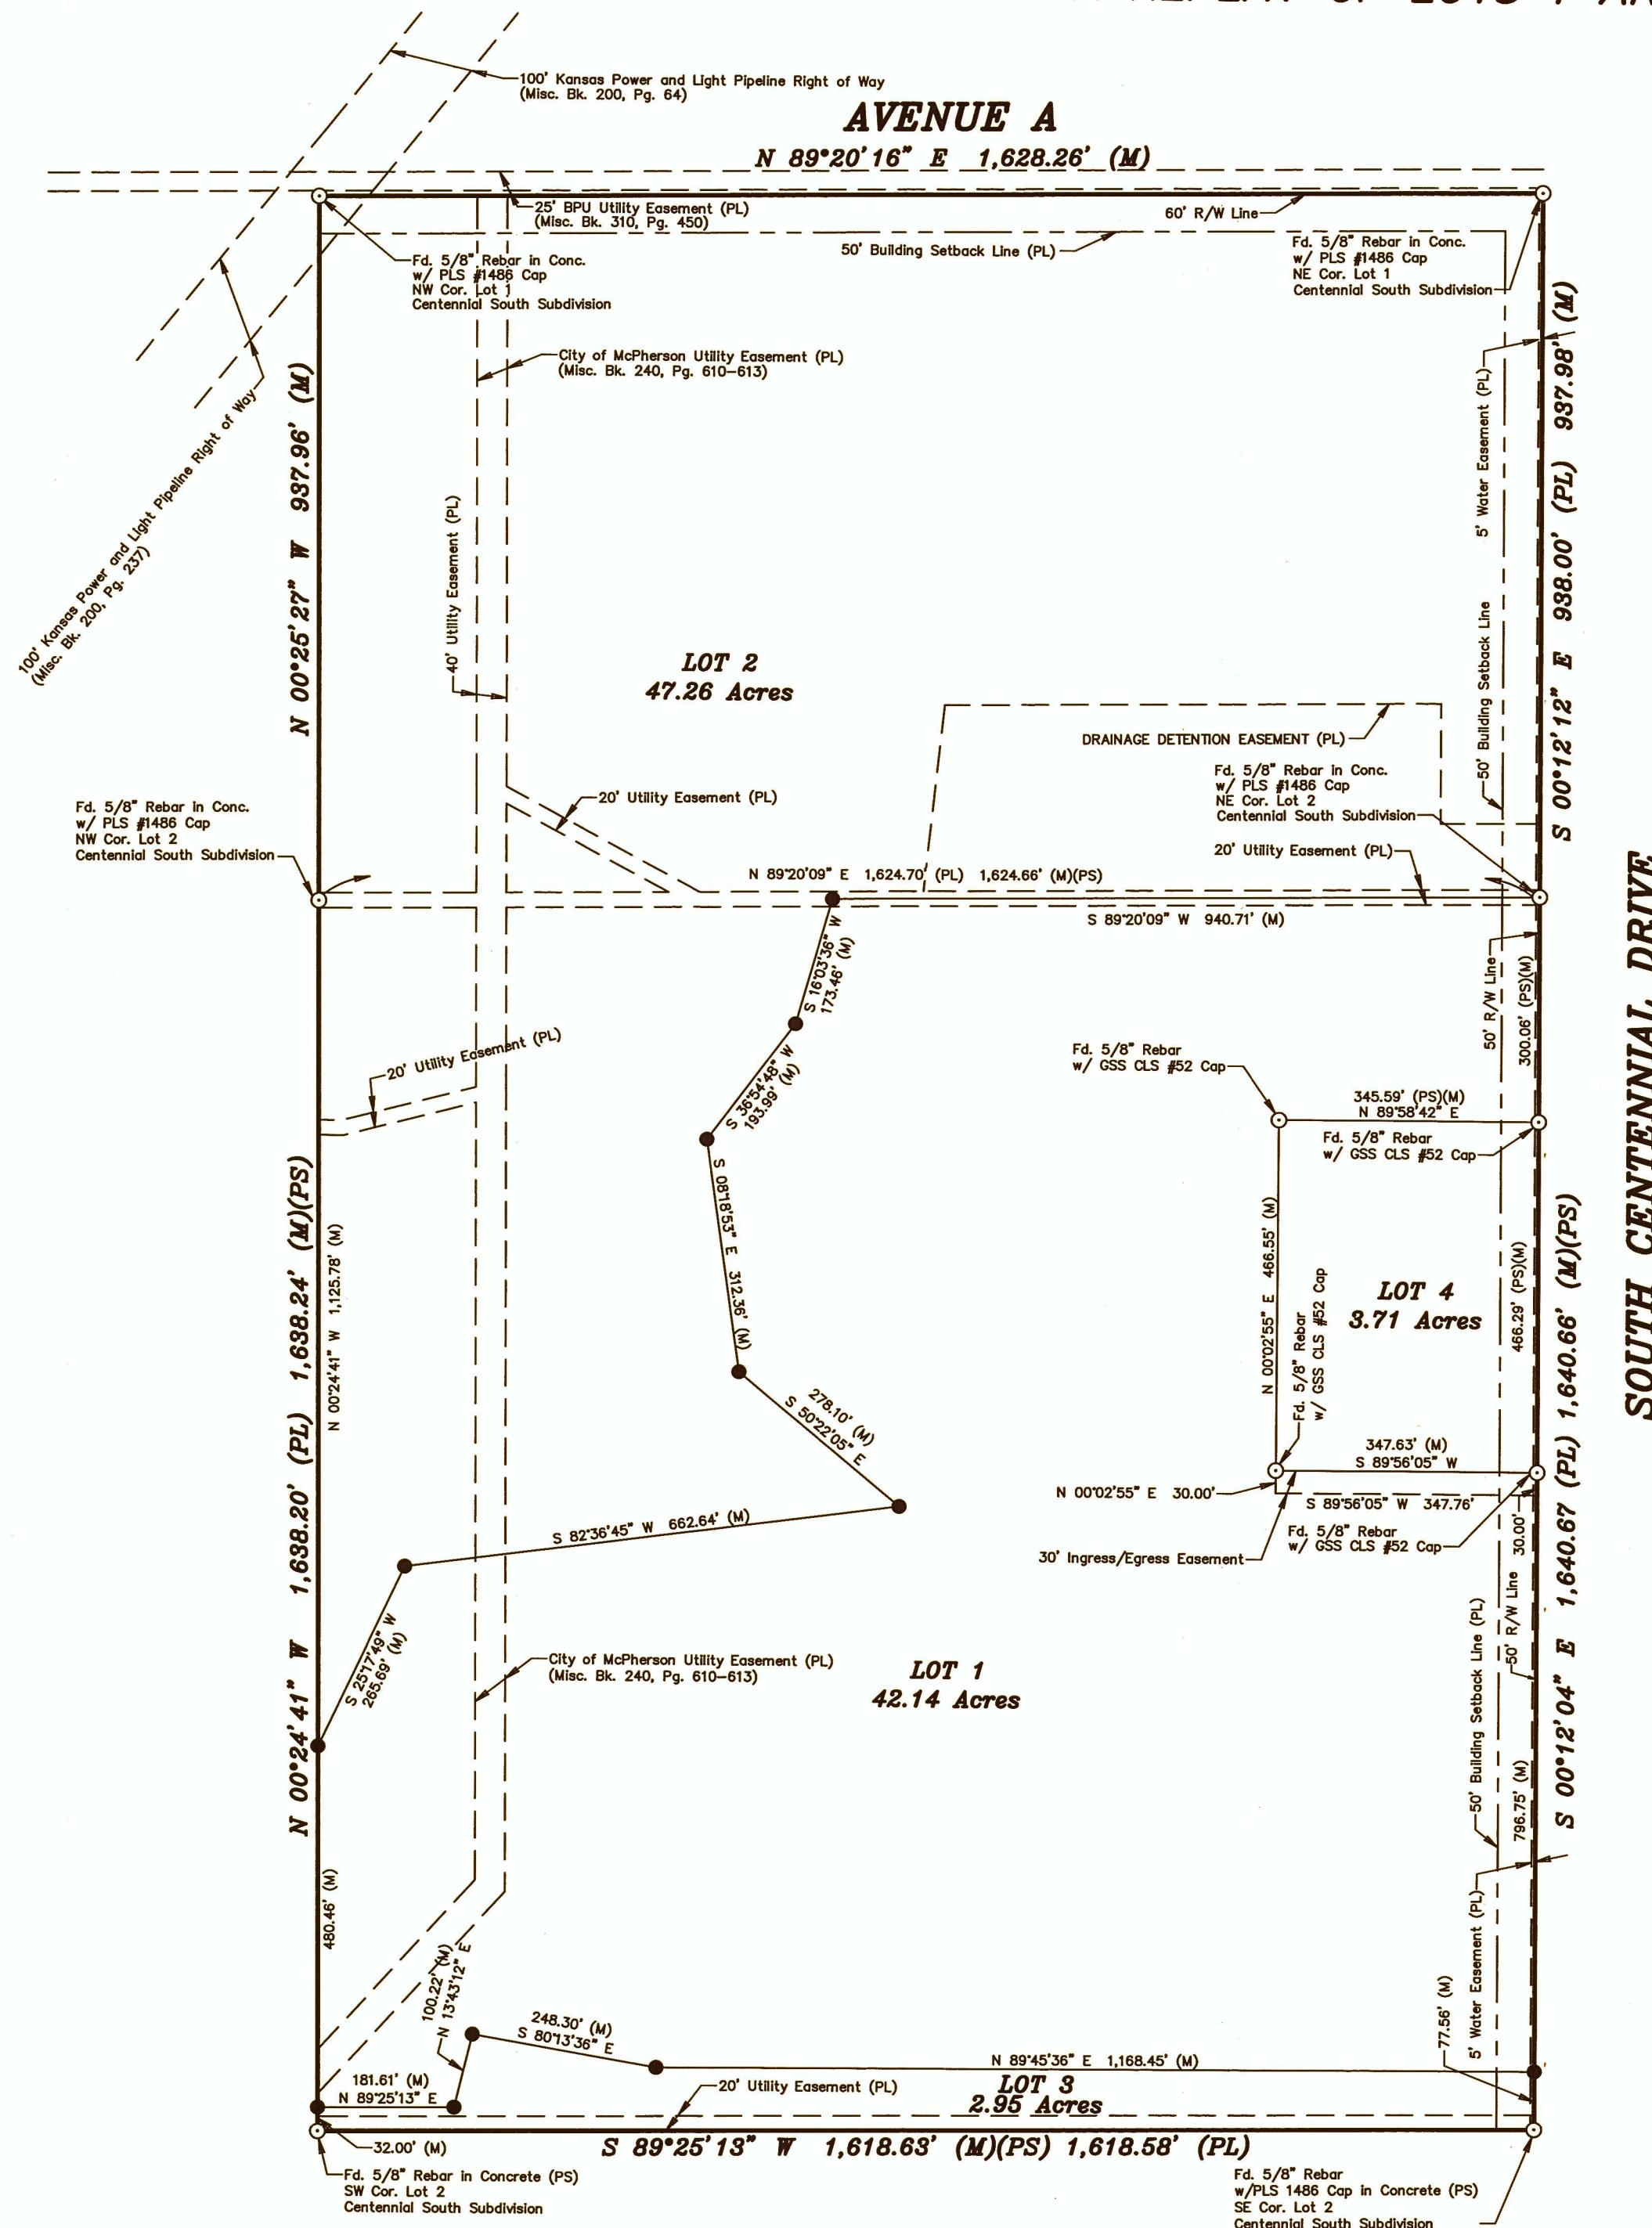 100' Kansas Power and Light Pipeline Right of Way
(Misc. Bk. 200, Pg. 64)
AVENUE A
N 89°20'16" E 1,628.26' (M)
25' BPU Utility Easement (PL)
(Misc. Bk. 310, Pg. 450)
60' R/W Line
50' Building Setback Line (PL)
Fd. 5/8" Rebar in Conc.
w/ PLS #1486 Cap
NW Cor. Lot 1
Centennial South Subdivision
Fd. 5/8" Rebar in Conc.
w/ PLS #1486 Cap
NE Cor. Lot 1
Centennial South Subdivision
City of McPherson Utility Easement (PL)
(Misc. Bk. 240, Pg. 610-613)
100' Kansas Power and Light Pipeline Right of Way
(Misc. Bk. 200, Pg. 237)
N 00°25'27" W 937.96' (M)
40' Utility Easement (PL)
5' Water Easement (PL)
50' Building Setback Line
S 00°12'12" E 938.00' (PL) 937.98' (M)
LOT 2
47.26 Acres
DRAINAGE DETENTION EASEMENT (PL)
Fd. 5/8" Rebar in Conc.
w/ PLS #1486 Cap
NE Cor. Lot 2
Centennial South Subdivision
20' Utility Easement (PL)
20' Utility Easement (PL)
Fd. 5/8" Rebar in Conc.
w/ PLS #1486 Cap
NW Cor. Lot 2
Centennial South Subdivision
N 89°20'09" E 1,624.70' (PL) 1,624.66' (M)(PS)
S 89°20'09" W 940.71' (M)
SOUTH CENTENNIAL DRIVE
S 16°03'36" W
173.46' (M)
50' R/W Line
300.06' (PS)(M)
S 36°54'48" W
193.99' (M)
20' Utility Easement (PL)
Fd. 5/8" Rebar
w/ GSS CLS #52 Cap
345.59' (PS)(M)
N 89°58'42" E
Fd. 5/8" Rebar
w/ GSS CLS #52 Cap
S 08°18'53" E 312.36' (M)
N 00°24'41" W 1,638.20' (PL) 1,638.24' (M)(PS)
N 00°24'41" W 1,125.78' (M)
N 00°02'55" E 466.55' (M)
Fd. 5/8" Rebar
w/ GSS CLS #52 Cap
LOT 4
3.71 Acres
466.29' (PS)(M)
S 00°12'04" E 1,640.67 (PL) 1,640.66' (M)(PS)
278.10' (M)
S 50°22'05" E
347.63' (M)
S 89°56'05" W
N 00°02'55" E 30.00'
S 89°56'05" W 347.76'
Fd. 5/8" Rebar
w/ GSS CLS #52 Cap
30.00'
30' Ingress/Egress Easement
S 82°36'45" W 662.64' (M)
50' R/W Line
50' Building Setback Line (PL)
S 25°17'49" W
265.69' (M)
City of McPherson Utility Easement (PL)
(Misc. Bk. 240, Pg. 610-613)
LOT 1
42.14 Acres
796.75' (M)
480.46' (M)
5' Water Easement (PL)
100.22' (M)
N 13°43'12" E
77.56' (M)
248.30' (M)
S 80°13'36" E
N 89°45'36" E 1,168.45' (M)
181.61' (M)
N 89°25'13" E
20' Utility Easement (PL)
LOT 3
2.95 Acres
32.00' (M)
S 89°25'13" W 1,618.63' (M)(PS) 1,618.58' (PL)
Fd. 5/8" Rebar in Concrete (PS)
SW Cor. Lot 2
Centennial South Subdivision
Fd. 5/8" Rebar
w/PLS 1486 Cap in Concrete (PS)
SE Cor. Lot 2
Centennial South Subdivision